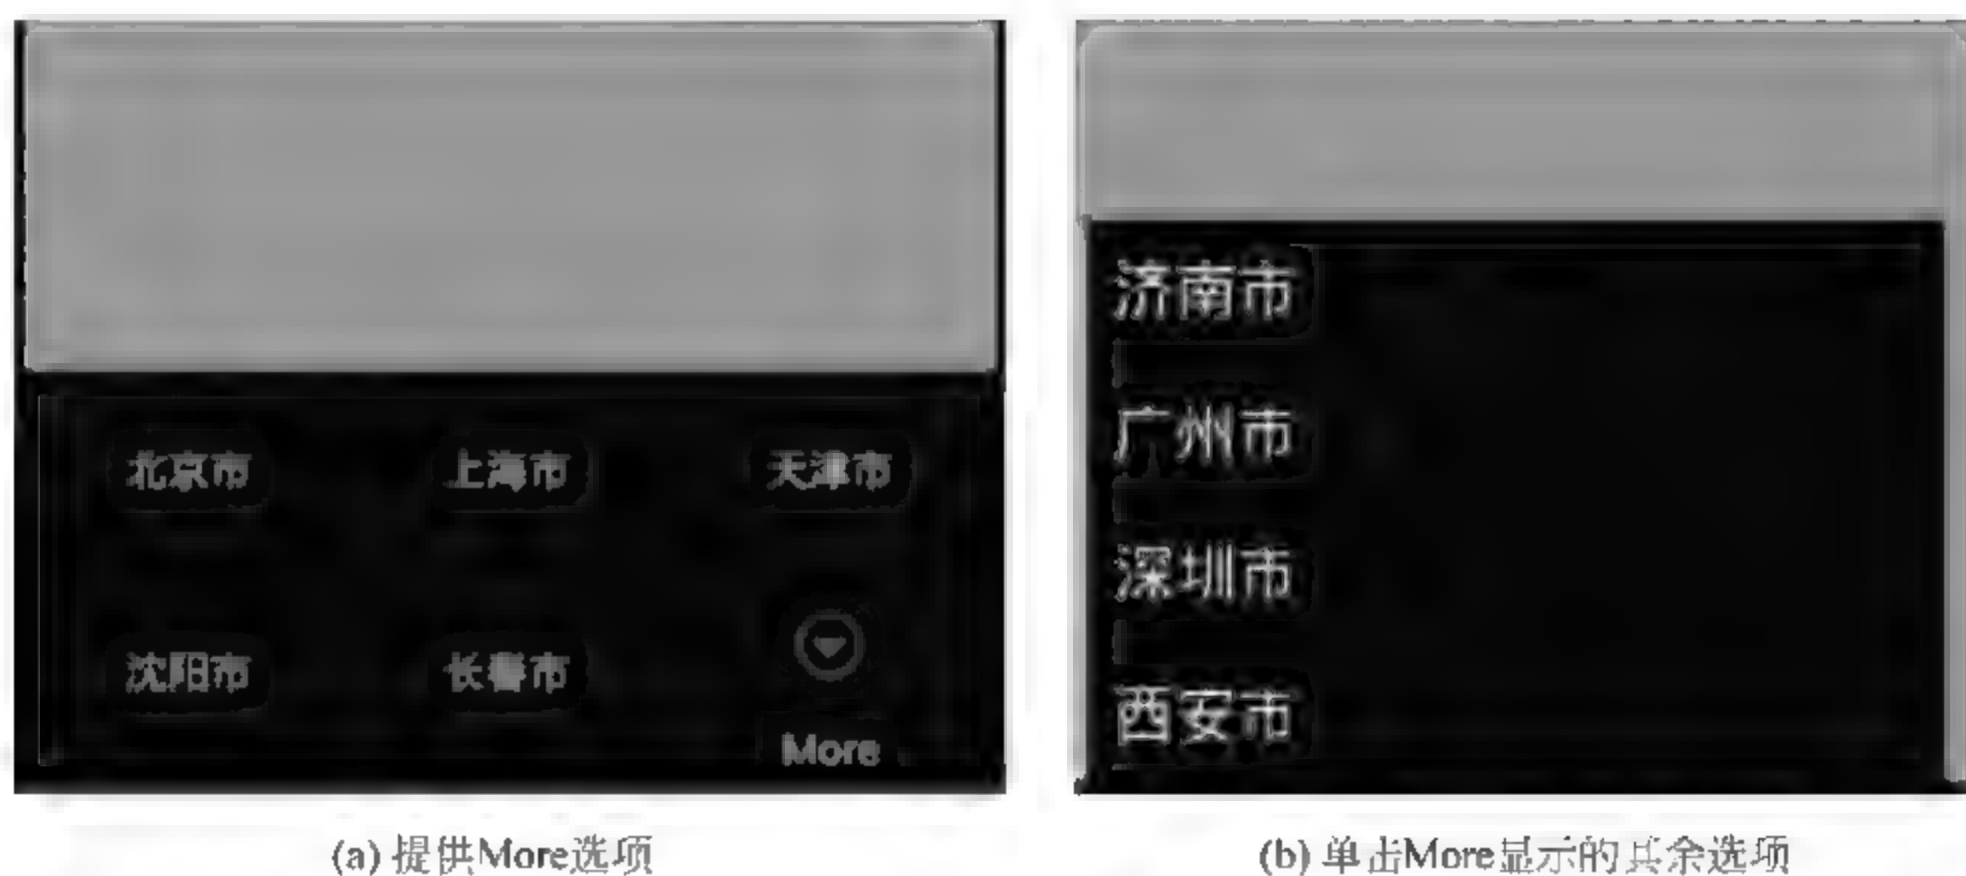 北京市 上海市 天津市
沈阳市 长春市
More
济南市
广州市
深圳市
西安市
(a) 提供More选项
(b) 单击More显示的其余选项